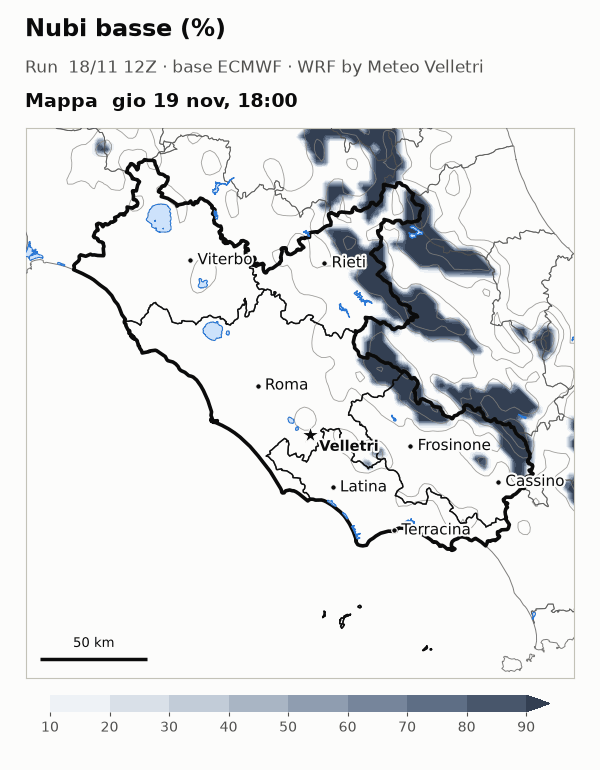 Nubi basse (%)
Run  18/11 12Z · base ECMWF · WRF by Meteo Velletri
Mappa  gio 19 nov, 18:00
Viterbo
Rieti
Roma
Velletri
Frosinone
Cassino
Latina
Terracina
50 km
10 20 30 40 50 60 70 80 90